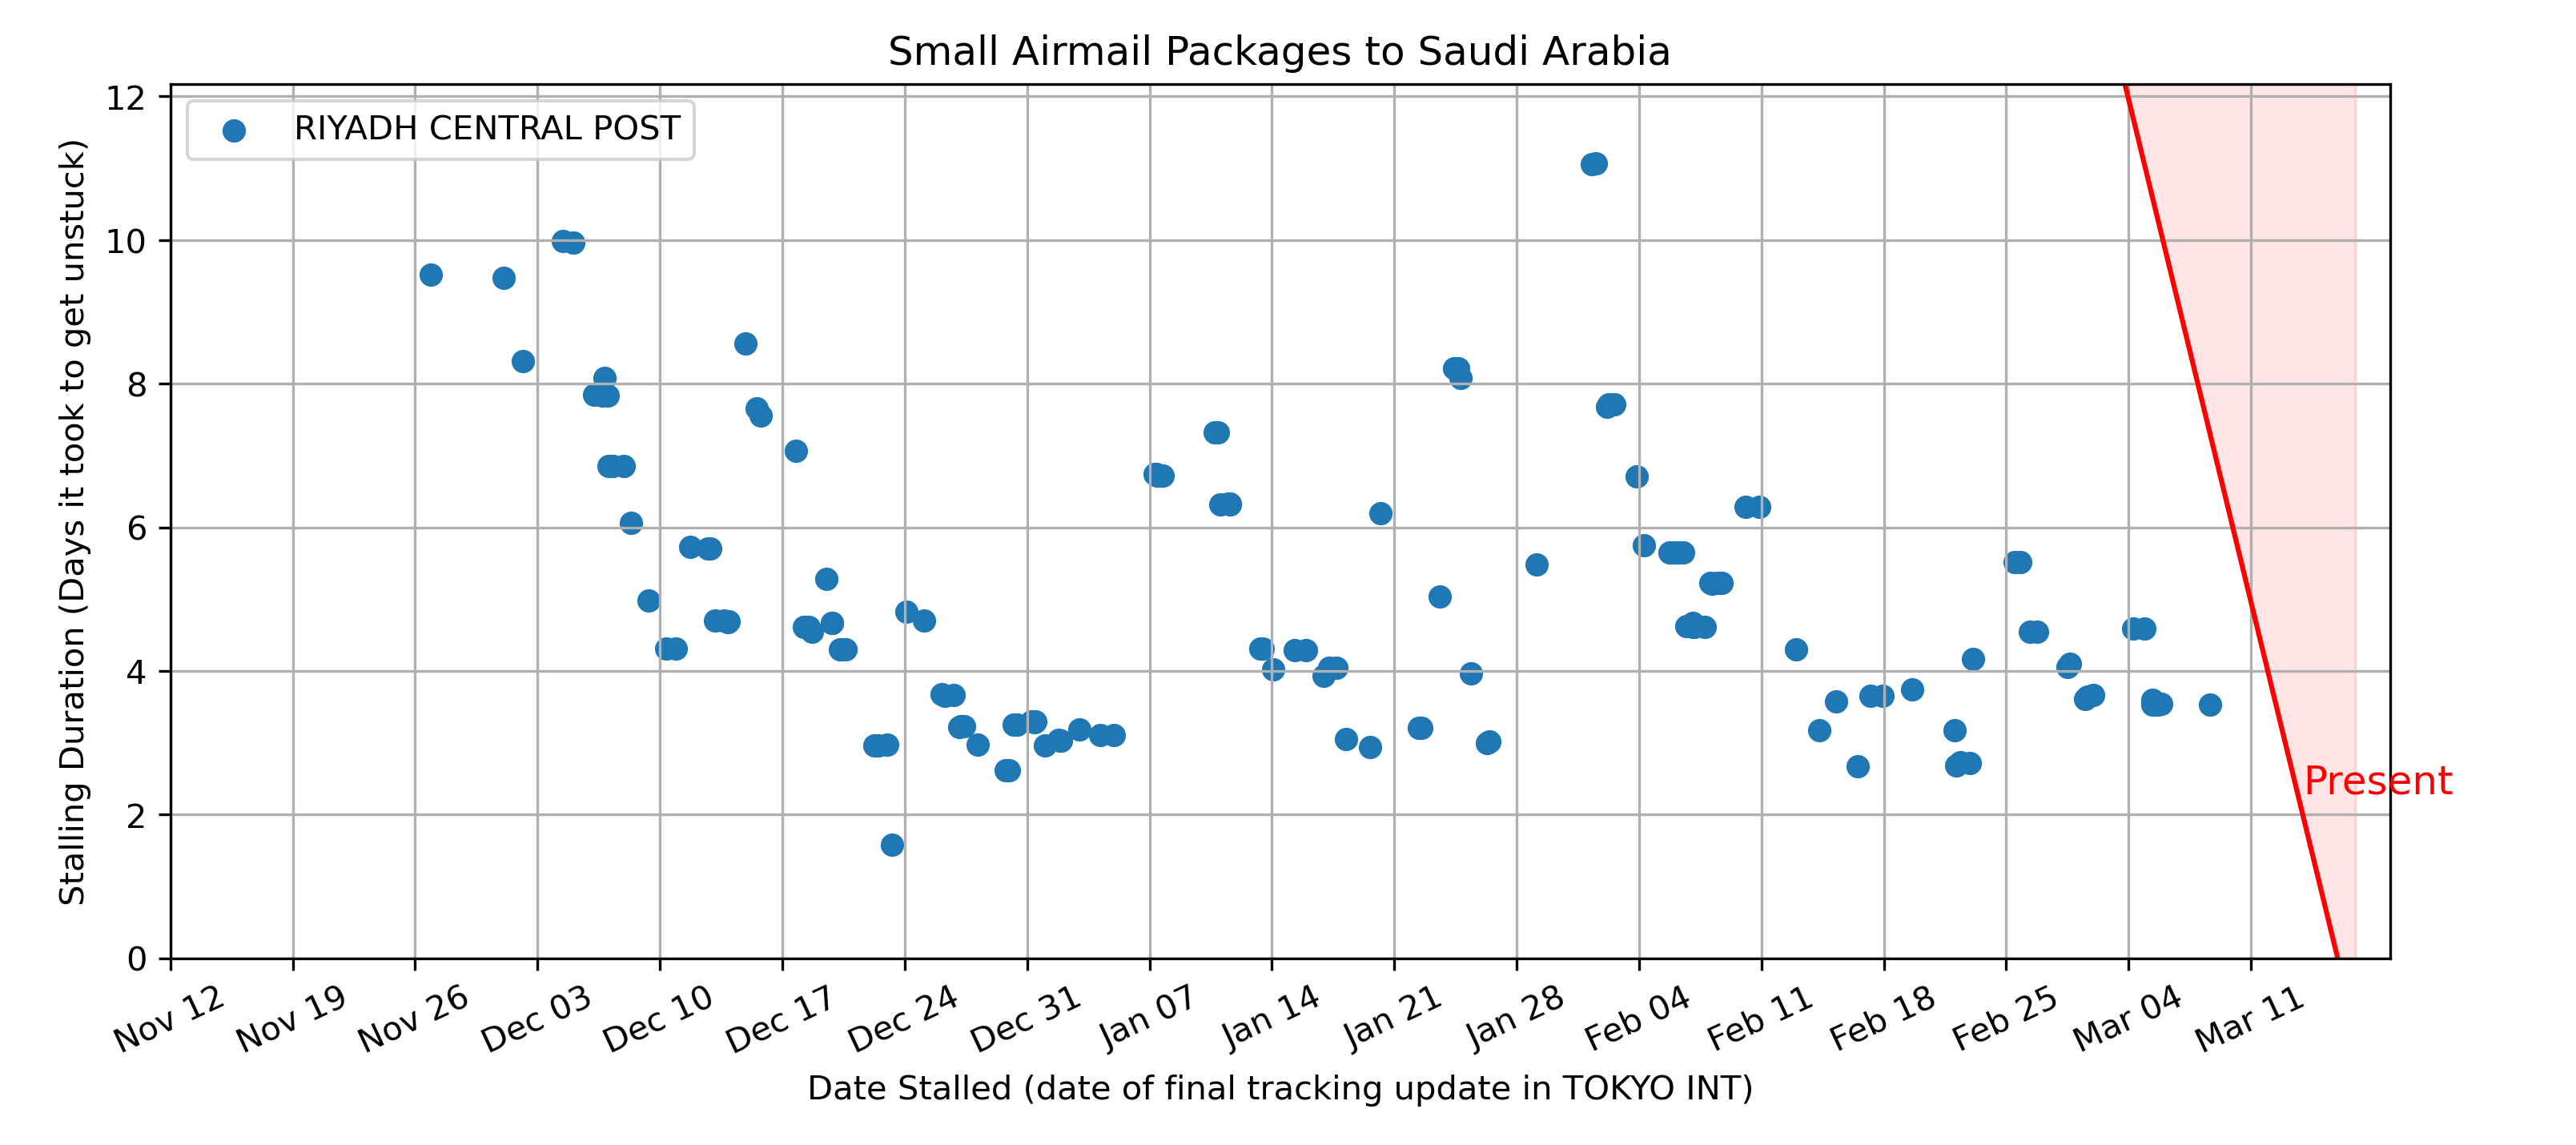 Small Airmail Packages to Saudi Arabia
RIYADH CENTRAL POST
Stalling Duration (Days it took to get unstuck)
12
10
8
6
4
2
0
Present
Nov 12
Nov 19
Nov 26
Dec 03
Dec 10
Dec 17
Dec 24
Dec 31
Jan 07
Jan 14
Jan 21
Jan 28
Feb 04
Feb 11
Feb 18
Feb 25
Mar 04
Mar 11
Date Stalled (date of final tracking update in TOKYO INT)